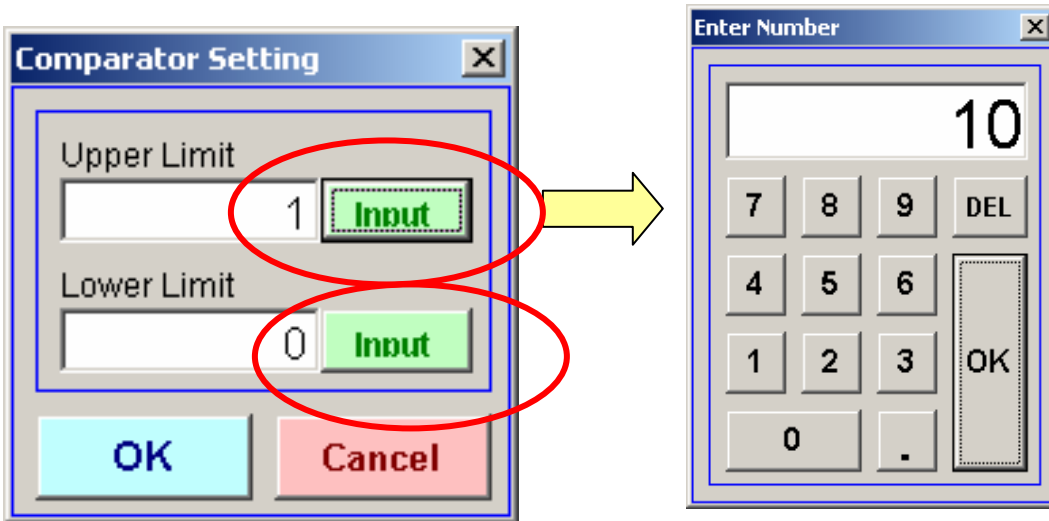 Comparator Setting
Upper Limit
1 Input
Lower Limit
0 Input
OK Cancel
Enter Number
10
7 8 9 DEL
4 5 6
1 2 3 OK
0 .